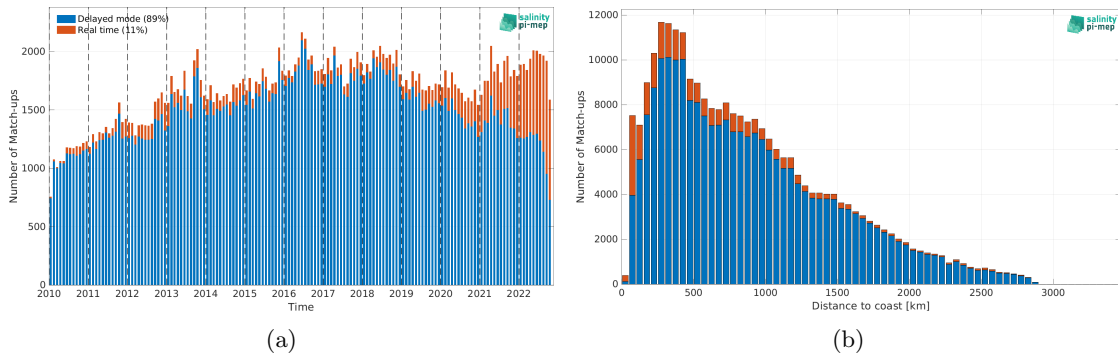 Delayed mode (89%)
Real time (11%)
salinity
pi-mep
Number of Match-ups
2000
1500
1000
500
0
2010 2011 2012 2013 2014 2015 2016 2017 2018 2019 2020 2021 2022
Time
(a)
salinity
pi-mep
Number of Match-ups
12000
10000
8000
6000
4000
2000
0
0 500 1000 1500 2000 2500 3000
Distance to coast [km]
(b)